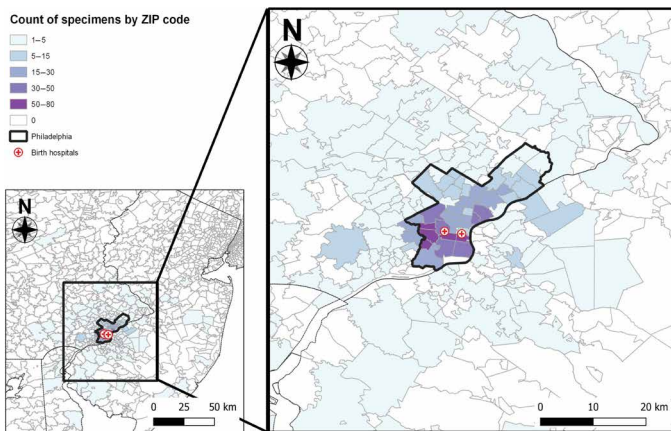 Count of specimens by ZIP code
1–5
5–15
15–30
30–50
50–80
0
Philadelphia
Birth hospitals
N
0 25 50 km
N
0 10 20 km